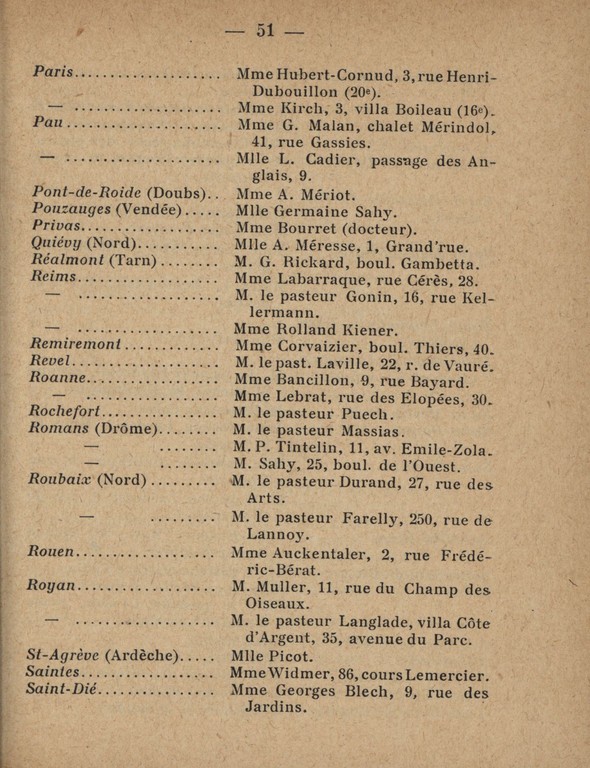 — 51 —
Paris.................... Mme Hubert-Cornud, 3, rue Henri-
Dubouillon (20e).
— .................... Mme Kirch, 3, villa Boileau (16e).
Pau ..................... Mme G. Malan, chalet Mérindol,
41, rue Gassies.
— ..................... Mlle L. Cadier, passage des An-
glais, 9.
Pont-de-Roide (Doubs).. Mme A. Mériot.
Pouzauges (Vendée)..... Mlle Germaine Sahy.
Privas................... Mme Bourret (docteur).
Quiévy (Nord)........... Mlle A. Méresse, 1, Grand'rue.
Réalmont (Tarn) ........ M. G. Rickard, boul. Gambetta.
Reims................... Mme Labarraque, rue Cérès, 28.
— ................... M. le pasteur Gonin, 16, rue Kel-
lermann.
— ................... Mme Rolland Kiener.
Remiremont ............. Mme Corvaizier, boul. Thiers, 40.
Revel.................... M. le past. Laville, 22, r. de Vauré.
Roanne.................. Mme Bancillon, 9, rue Bayard.
— .................. Mme Lebrat, rue des Elopées, 30.
Rochefort................ M. le pasteur Puech.
Romans (Drôme)........ M. le pasteur Massias.
— ........ M. P. Tintelin, 11, av. Emile-Zola.
— ........ M. Sahy, 25, boul. de l'Ouest.
Roubaix (Nord) ......... M. le pasteur Durand, 27, rue des
Arts.
— ......... M. le pasteur Farelly, 250, rue de
Lannoy.
Rouen................... Mme Auckentaler, 2, rue Frédé-
ric-Bérat.
Royan................... M. Muller, 11, rue du Champ des
Oiseaux.
— ................... M. le pasteur Langlade, villa Côte
d'Argent, 35, avenue du Parc.
St-Agrève (Ardèche)..... Mlle Picot.
Saintes.................. Mme Widmer, 86, cours Lemercier.
Saint-Dié................ Mme Georges Blech, 9, rue des
Jardins.